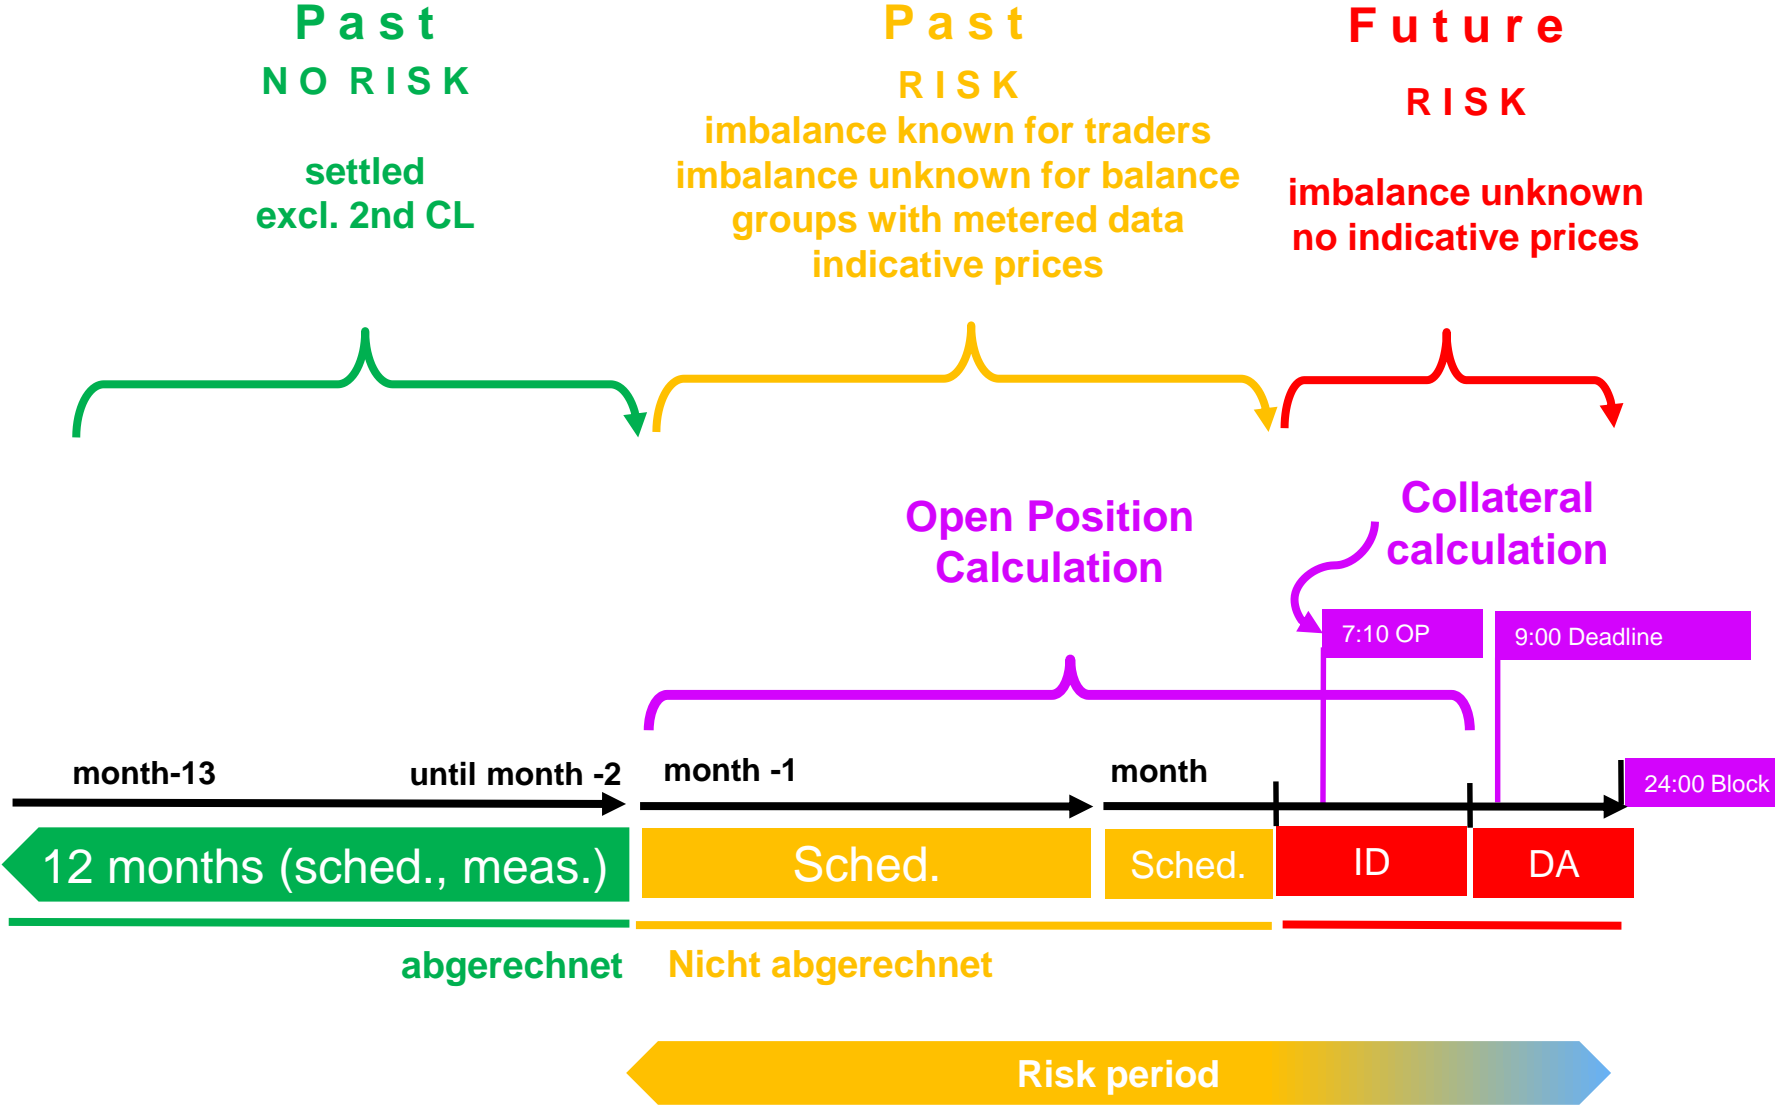 Past
NO RISK
settled
excl. 2nd CL
Past
RISK
imbalance known for traders
imbalance unknown for balance
groups with metered data
indicative prices
Future
RISK
imbalance unknown
no indicative prices
Open Position
Calculation
Collateral
calculation
7:10 OP
9:00 Deadline
month-13
until month -2
month -1
month
24:00 Block
12 months (sched., meas.)
Sched.
Sched.
ID
DA
abgerechnet
Nicht abgerechnet
Risk period